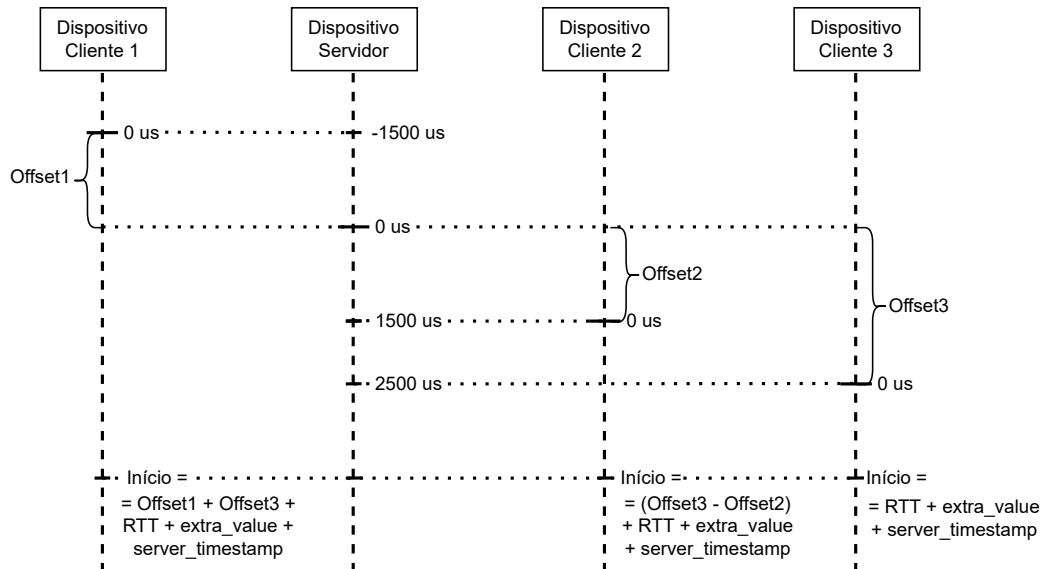 Dispositivo
Cliente 1
Dispositivo
Servidor
Dispositivo
Cliente 2
Dispositivo
Cliente 3
0 us
-1500 us
Offset1
0 us
Offset2
1500 us
0 us
Offset3
2500 us
0 us
Início =
= Offset1 + Offset3 +
RTT + extra_value +
server_timestamp
Início =
= (Offset3 - Offset2)
+ RTT + extra_value
+ server_timestamp
Início =
= RTT + extra_value
+ server_timestamp